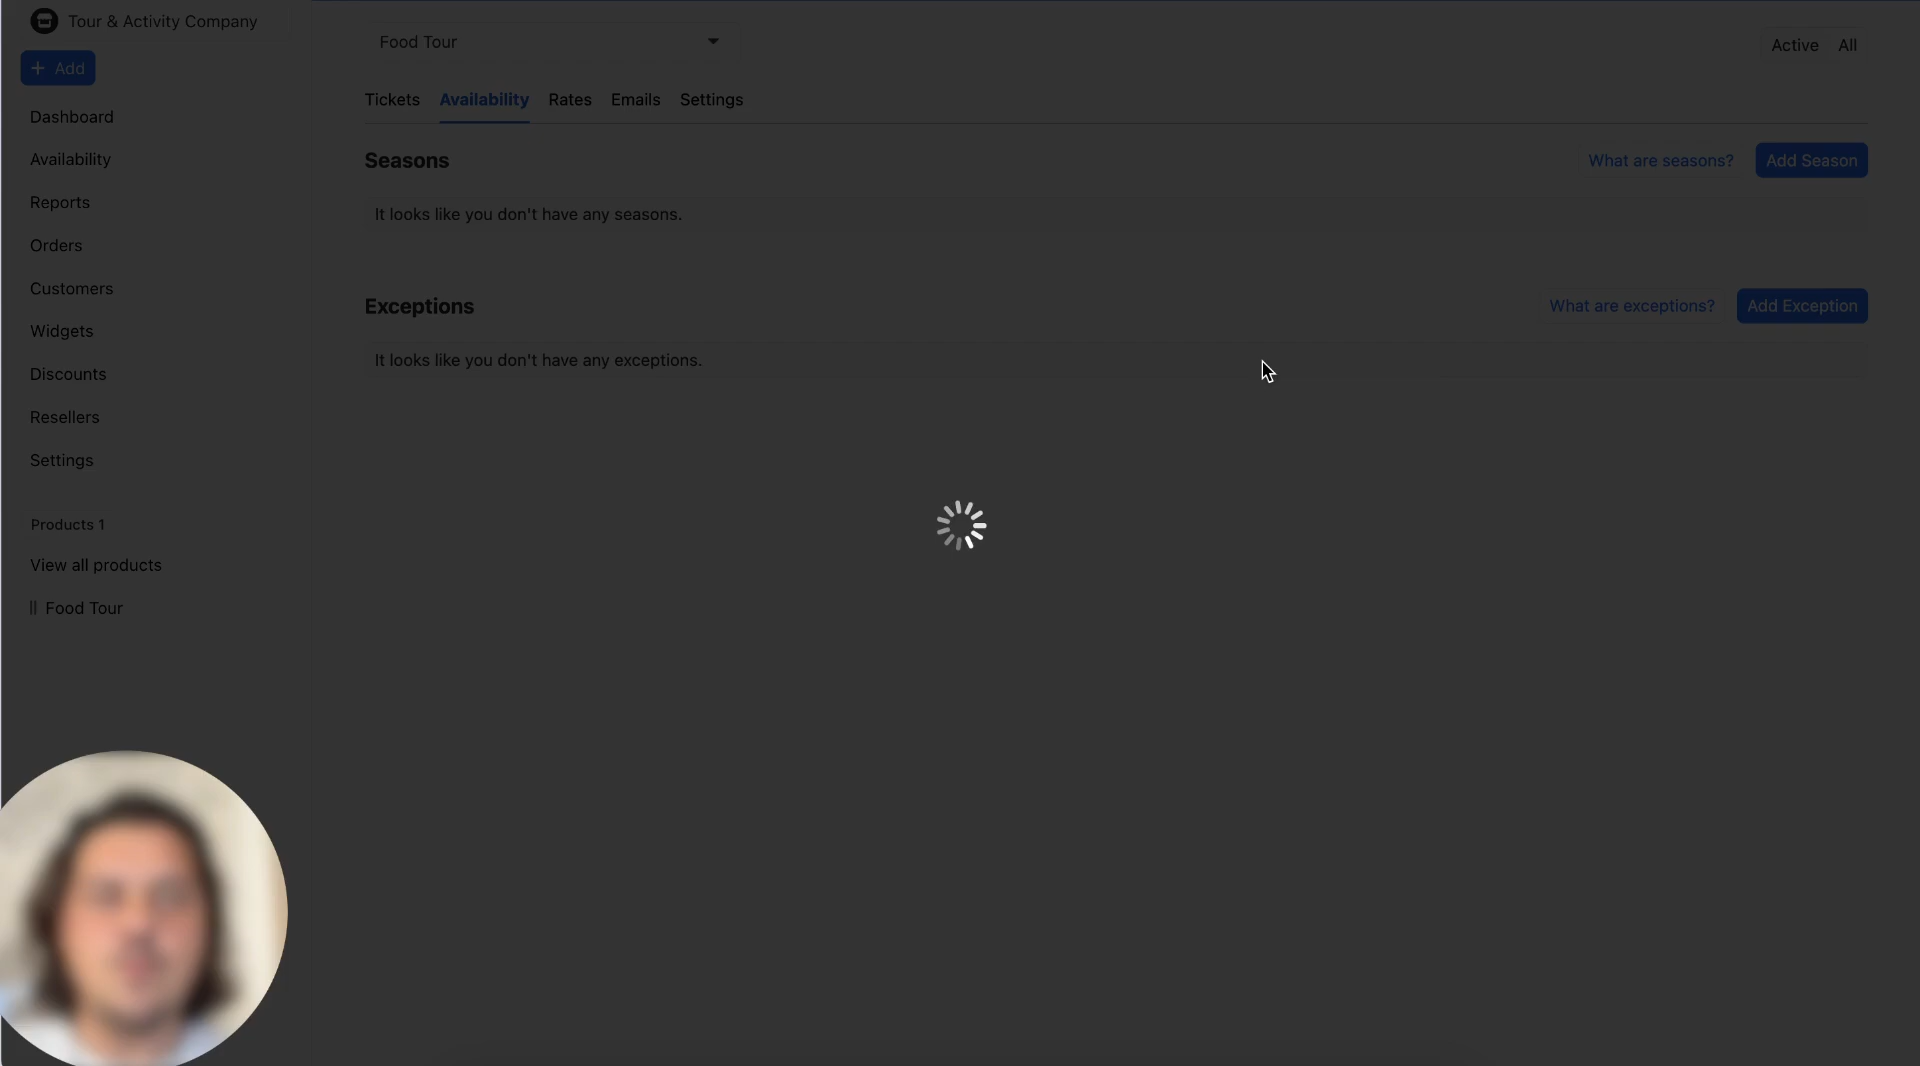 Tour & Activity Company
+ Add
Dashboard
Availability
Reports
Orders
Customers
Widgets
Discounts
Resellers
Settings
Products 1
View all products
Food Tour
Food Tour
Active All
Tickets Availability Rates Emails Settings
Seasons
What are seasons? Add Season
It looks like you don't have any seasons.
Exceptions
What are exceptions? Add Exception
It looks like you don't have any exceptions.